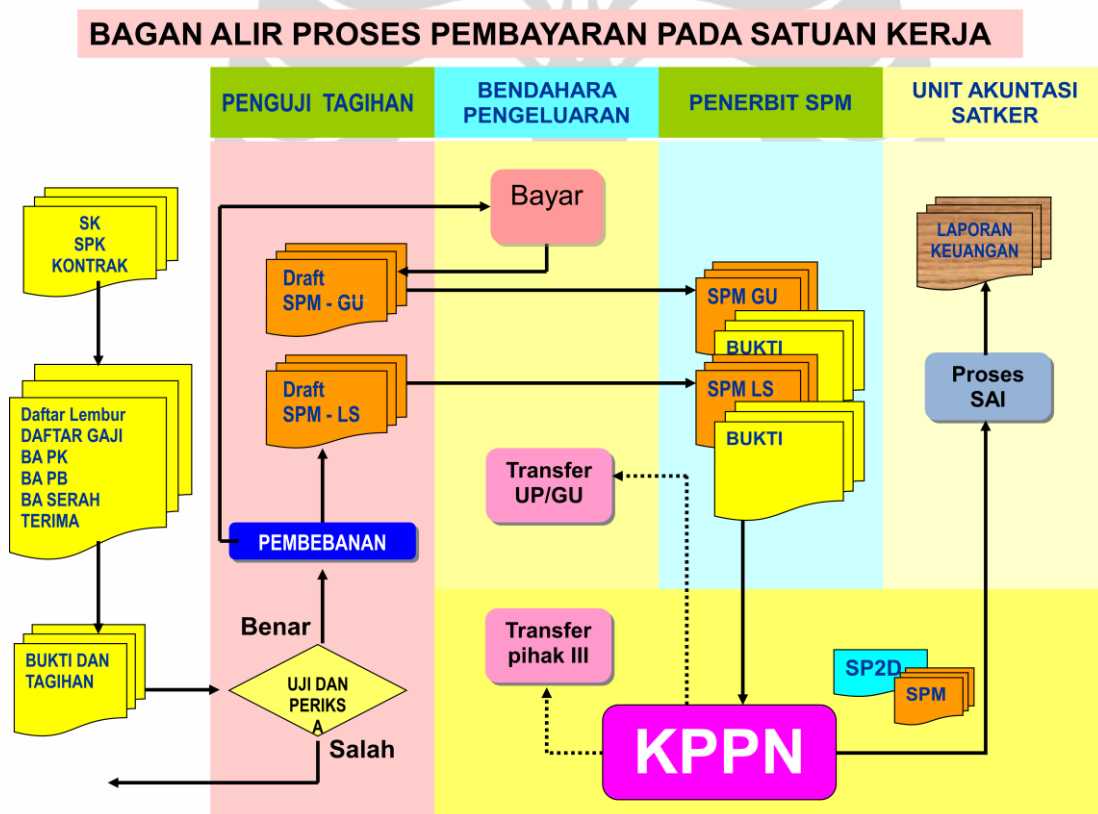 BAGAN ALIR PROSES PEMBAYARAN PADA SATUAN KERJA
PENGUJI TAGIHAN
BENDAHARA
PENGELUARAN
PENERBIT SPM
UNIT AKUNTASI
SATKER
SK
SPK
KONTRAK
Bayar
LAPORAN
KEUANGAN
Draft
SPM - GU
SPM GU
BUKTI
Draft
SPM - LS
SPM LS
BUKTI
Proses
SAI
Daftar Lembur
DAFTAR GAJI
BA PK
BA PB
BA SERAH
TERIMA
Transfer
UP/GU
PEMBEBANAN
Benar
BUKTI DAN
TAGIHAN
UJI DAN
PERIKS
A
Salah
Transfer
pihak III
SP2D
SPM
KPPN